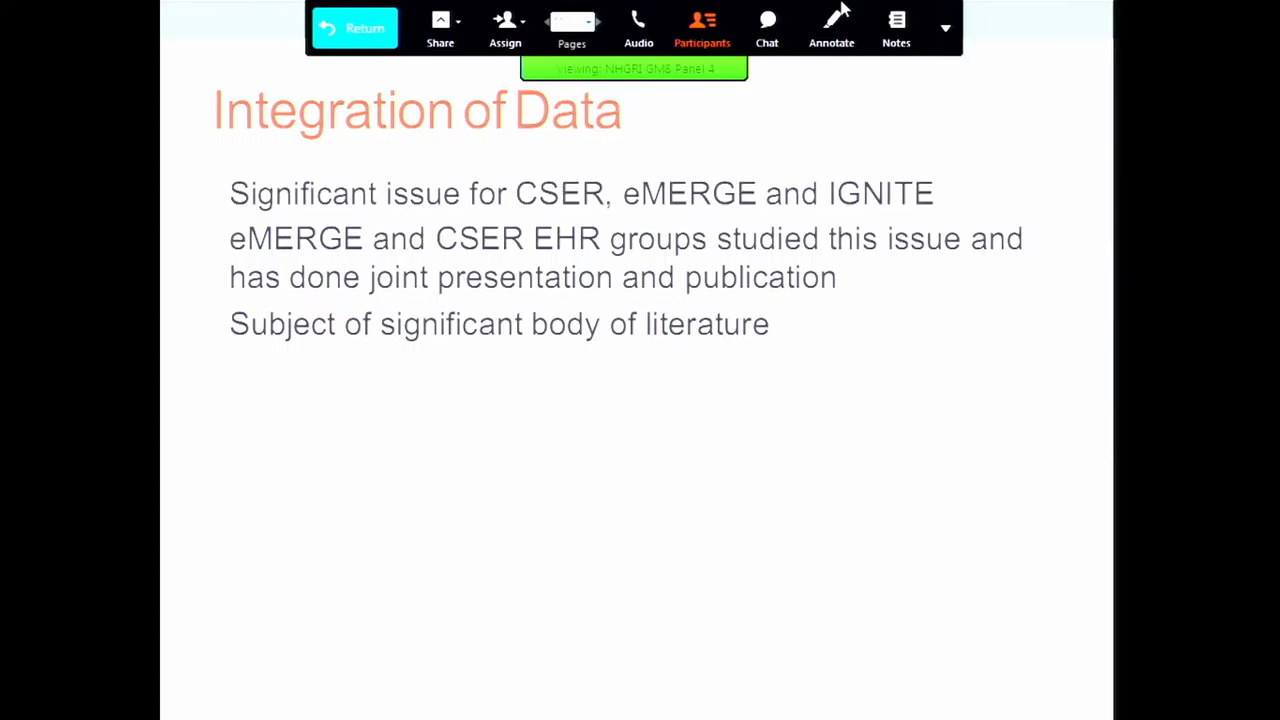 Return
Share
Assign
Pages
Audio
Participants
Chat
Annotate
Notes
Viewing: NHGRI GM8 Panel 4
Integration of Data
Significant issue for CSER, eMERGE and IGNITE
eMERGE and CSER EHR groups studied this issue and
has done joint presentation and publication
Subject of significant body of literature